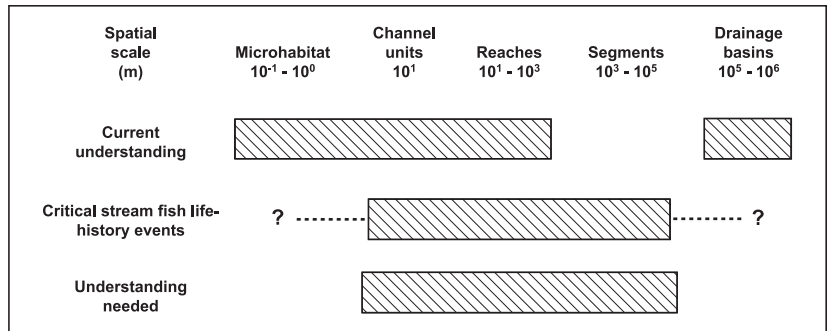 Spatial scale (m)
Microhabitat 10⁻¹ - 10⁰
Channel units 10¹
Reaches 10¹ - 10³
Segments 10³ - 10⁵
Drainage basins 10⁵ - 10⁶
Current
understanding
Critical stream fish life-
history events
?
?
Understanding
needed